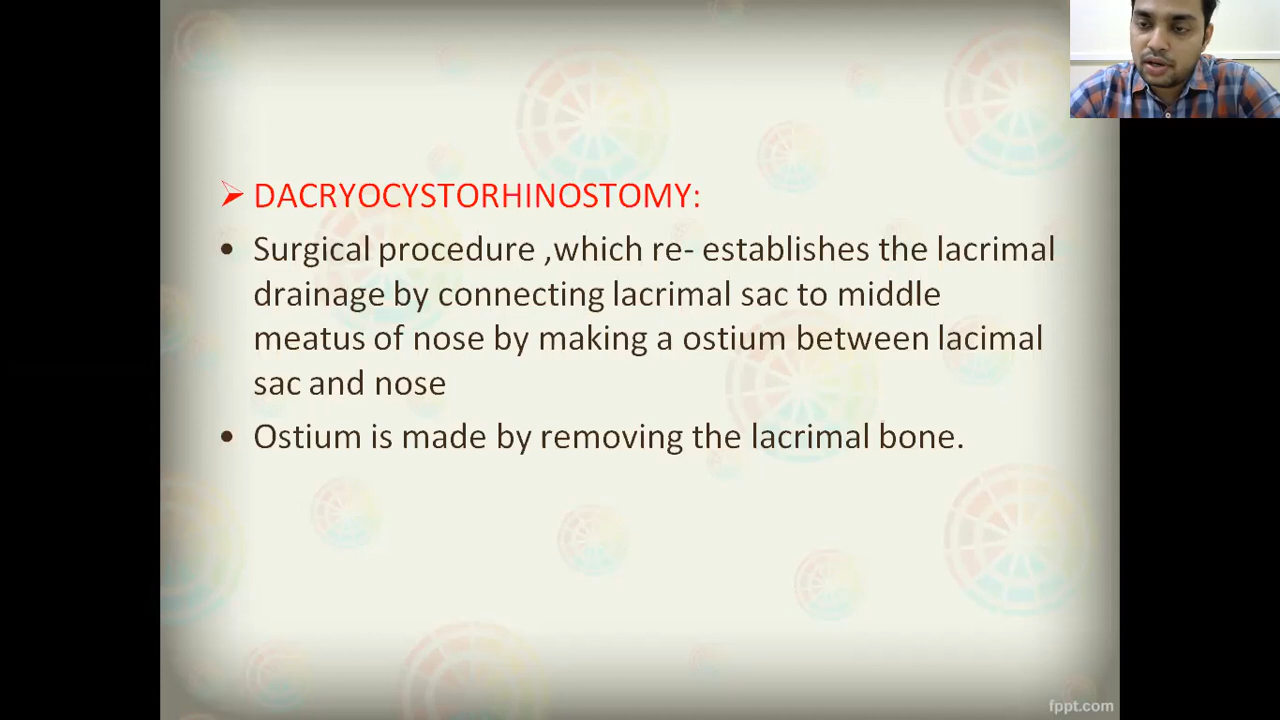 DACRYOCYSTORHINOSTOMY:
Surgical procedure ,which re- establishes the lacrimal
drainage by connecting lacrimal sac to middle
meatus of nose by making a ostium between lacimal
sac and nose
Ostium is made by removing the lacrimal bone.
fppt.com